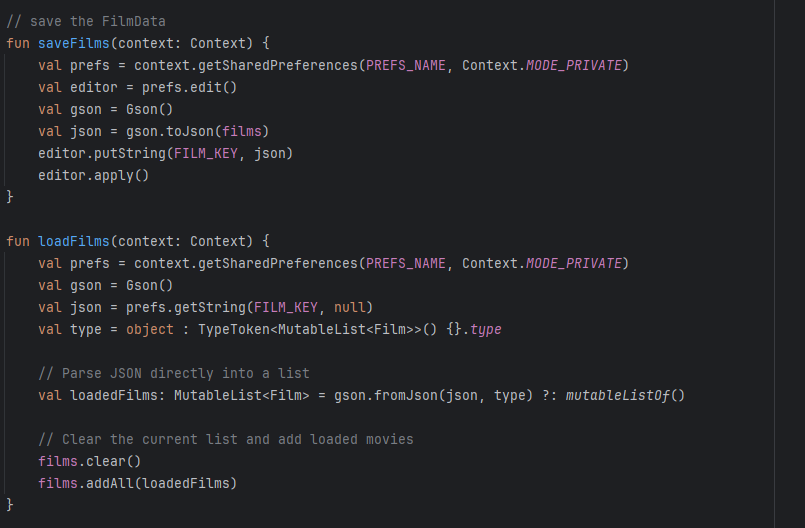 // save the FilmData
fun saveFilms(context: Context) {
    val prefs = context.getSharedPreferences(PREFS_NAME, Context.MODE_PRIVATE)
    val editor = prefs.edit()
    val gson = Gson()
    val json = gson.toJson(films)
    editor.putString(FILM_KEY, json)
    editor.apply()
}

fun loadFilms(context: Context) {
    val prefs = context.getSharedPreferences(PREFS_NAME, Context.MODE_PRIVATE)
    val gson = Gson()
    val json = prefs.getString(FILM_KEY, null)
    val type = object : TypeToken<MutableList<Film>>() {}.type

    // Parse JSON directly into a list
    val loadedFilms: MutableList<Film> = gson.fromJson(json, type) ?: mutableListOf()

    // Clear the current list and add loaded movies
    films.clear()
    films.addAll(loadedFilms)
}